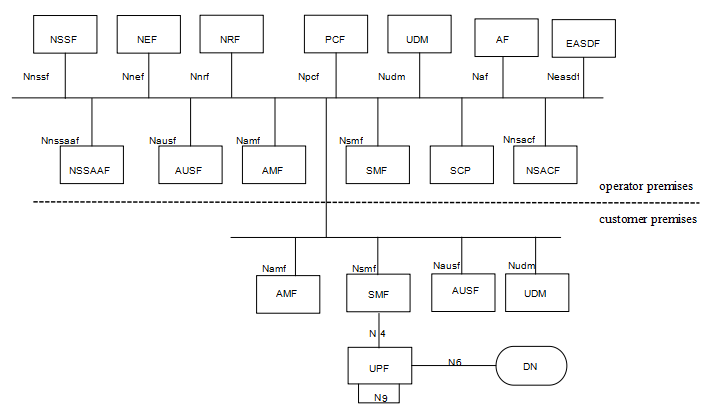 NSSF NEF NRF PCF UDM AF EASDF
Nnssf Nnef Nnrf Npcf Nudm Naf Neasdf
Nnssaaf Nausf Namf Nsmf Nnsacf
NSSAAF AUSF AMF SMF SCP NSACF
operator premises
customer premises
Namf Nsmf Nausf Nudm
AMF SMF AUSF UDM
N 4
N6
UPF DN
N9